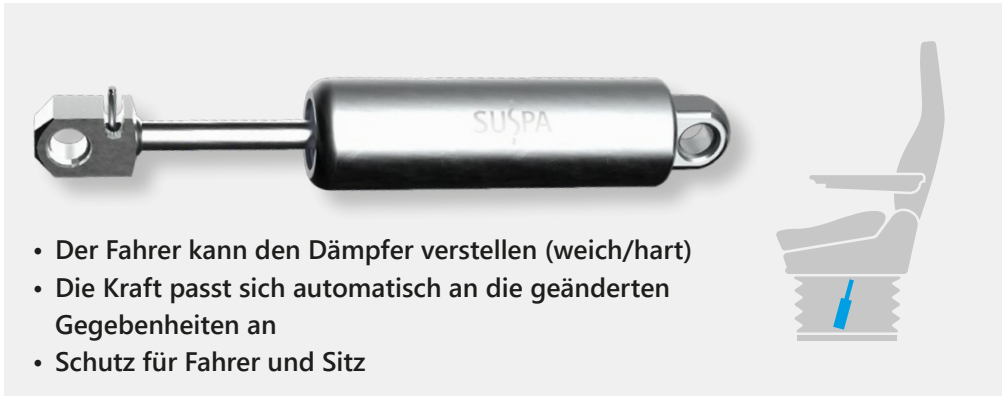 SUSPA
• Der Fahrer kann den Dämpfer verstellen (weich/hart)
• Die Kraft passt sich automatisch an die geänderten
Gegebenheiten an
• Schutz für Fahrer und Sitz